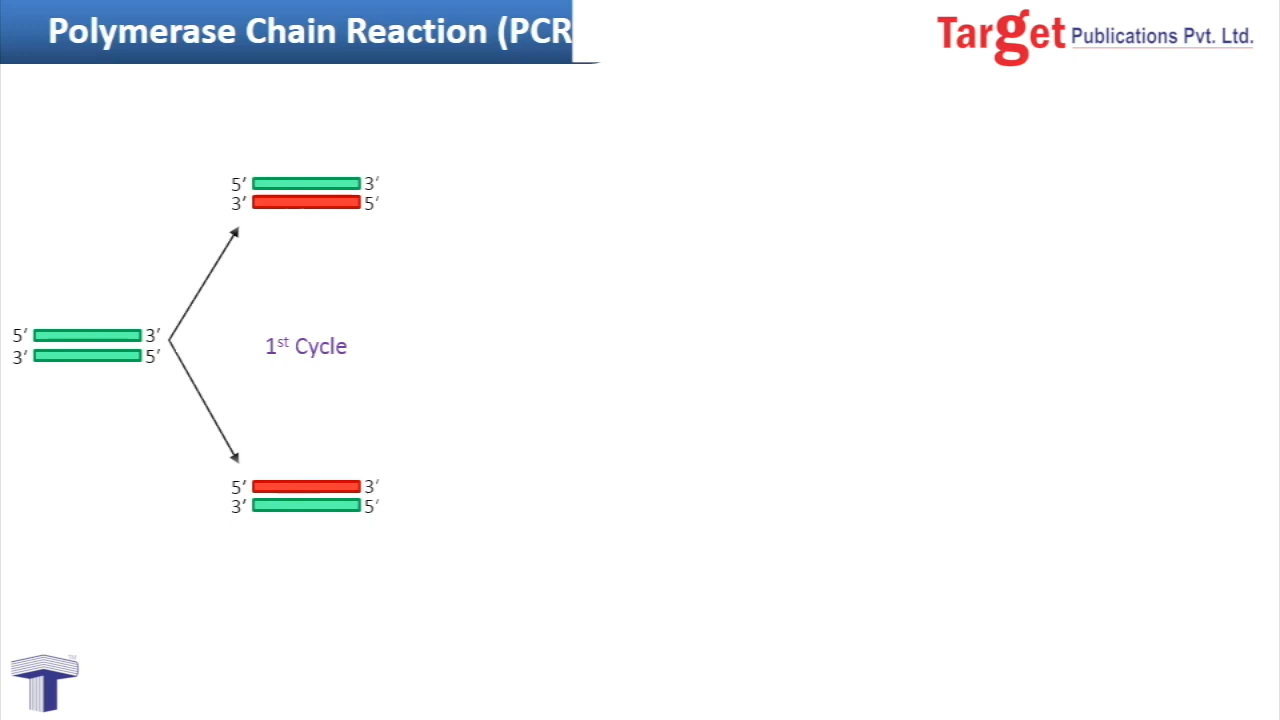 Polymerase Chain Reaction (PCR
Target Publications Pvt. Ltd.
5′ 3′
3′ 5′
5′ 3′
3′ 5′
1st Cycle
5′ 3′
3′ 5′
TM